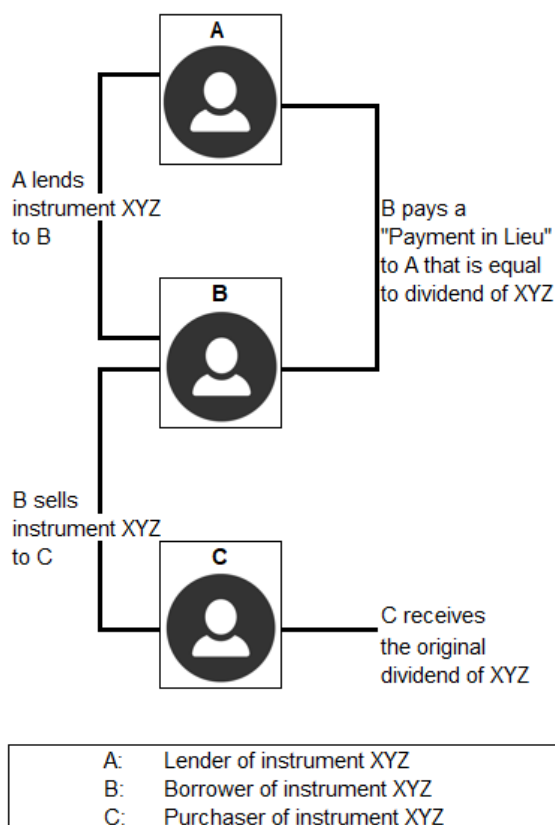 A
A lends
instrument XYZ
to B
B pays a
"Payment in Lieu"
to A that is equal
to dividend of XYZ
B
B sells
instrument XYZ
to C
C
C receives
the original
dividend of XYZ
A: Lender of instrument XYZ
B: Borrower of instrument XYZ
C: Purchaser of instrument XYZ